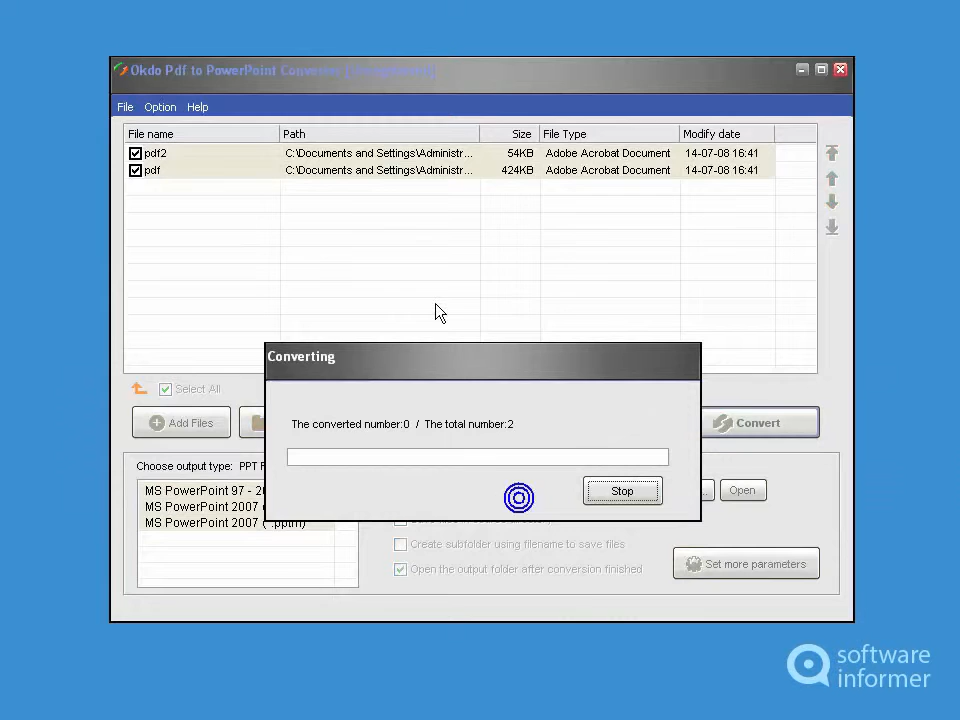 Okdo Pdf to PowerPoint Converter
File Option Help
File name Path Size File Type Modify date
pdf2 C:\Documents and Settings\Administr... 54KB Adobe Acrobat Document 14-07-08 16:41
pdf C:\Documents and Settings\Administr... 424KB Adobe Acrobat Document 14-07-08 16:41
Converting
Select All
The converted number:0 / The total number:2
Add Files Convert
Choose output type: PPT F
MS PowerPoint 97 - 20
Stop
.. Open
MS PowerPoint 2007 (
MS PowerPoint 2007 (*.pptm)
Create subfolder using filename to save files
Open the output folder after conversion finished
Set more parameters
software
informer